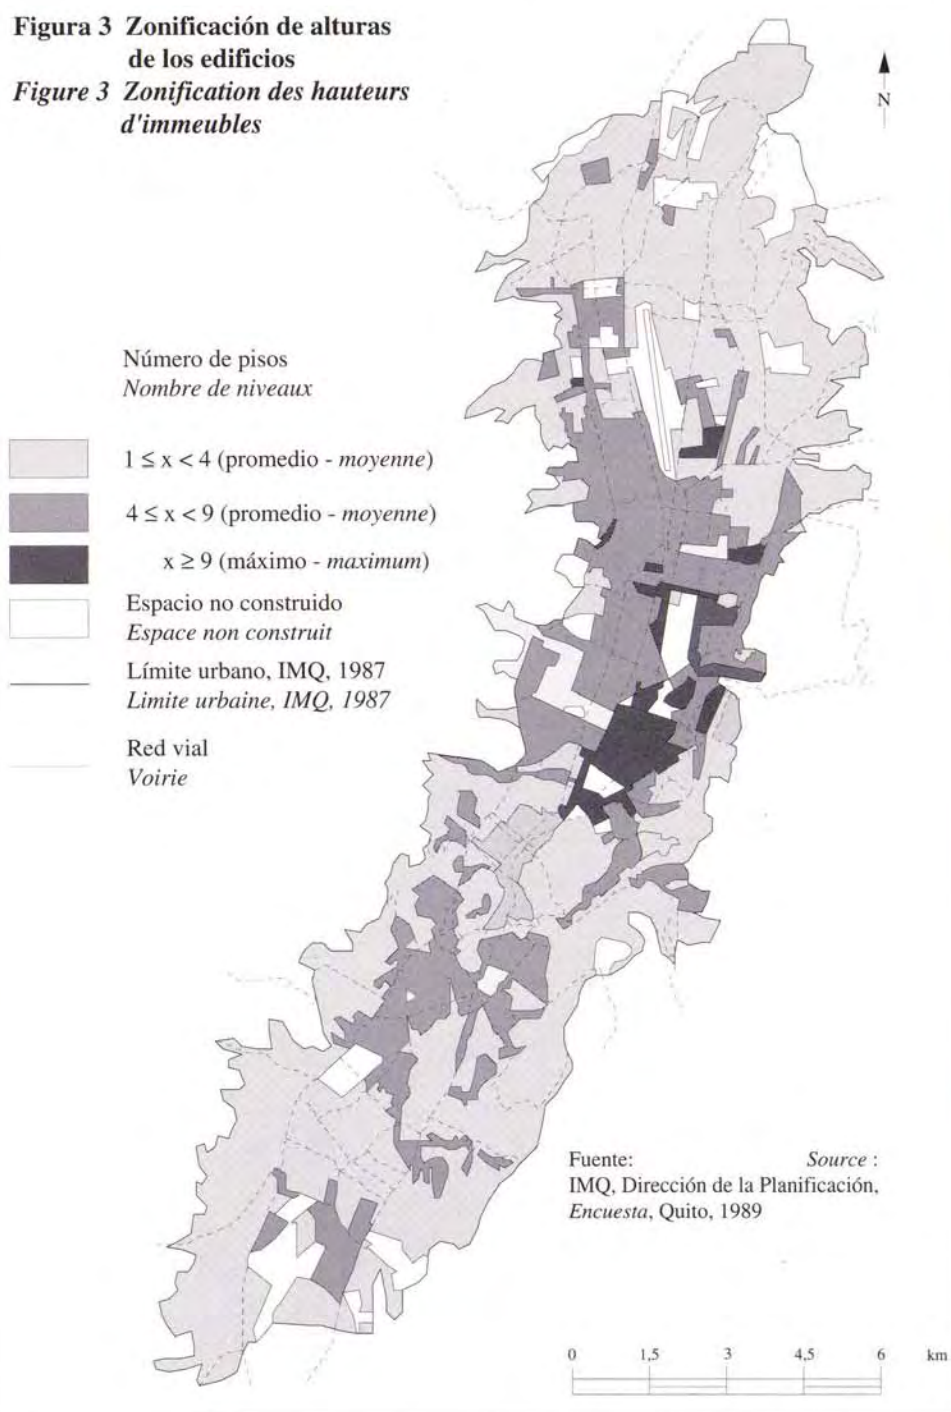 Figura 3 Zonificación de alturas
de los edificios
Figure 3 Zonification des hauteurs
d'immeubles
N
Número de pisos
Nombre de niveaux
1 ≤ x < 4 (promedio - moyenne)
4 ≤ x < 9 (promedio - moyenne)
x ≥ 9 (máximo - maximum)
Espacio no construido
Espace non construit
Límite urbano, IMQ, 1987
Limite urbaine, IMQ, 1987
Red vial
Voirie
Fuente: Source :
IMQ, Dirección de la Planificación,
Encuesta, Quito, 1989
0 1,5 3 4,5 6 km